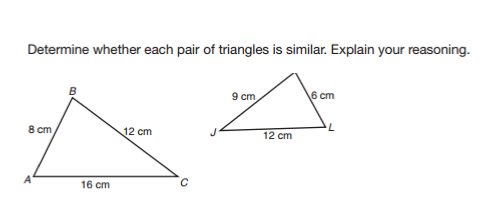 Determine whether each pair of triangles is similar. Explain your reasoning.
B
8 cm
12 cm
A
16 cm
C
9 cm
6 cm
J
12 cm
L